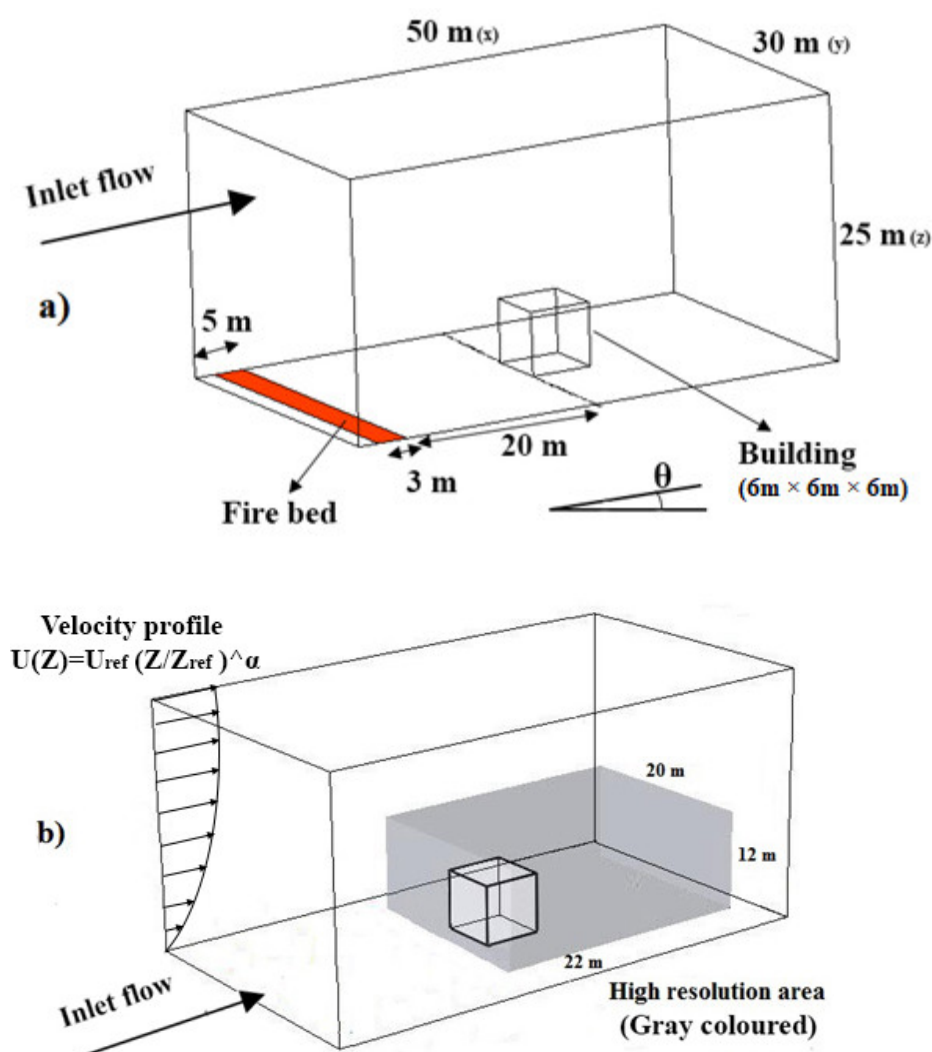 50 m (x)
30 m (y)
Inlet flow
25 m (z)
a)
5 m
20 m
3 m
Building
(6m × 6m × 6m)
θ
Fire bed
Velocity profile
U(Z)=Uref (Z/Zref )^α
20 m
b)
12 m
22 m
Inlet flow
High resolution area
(Gray coloured)